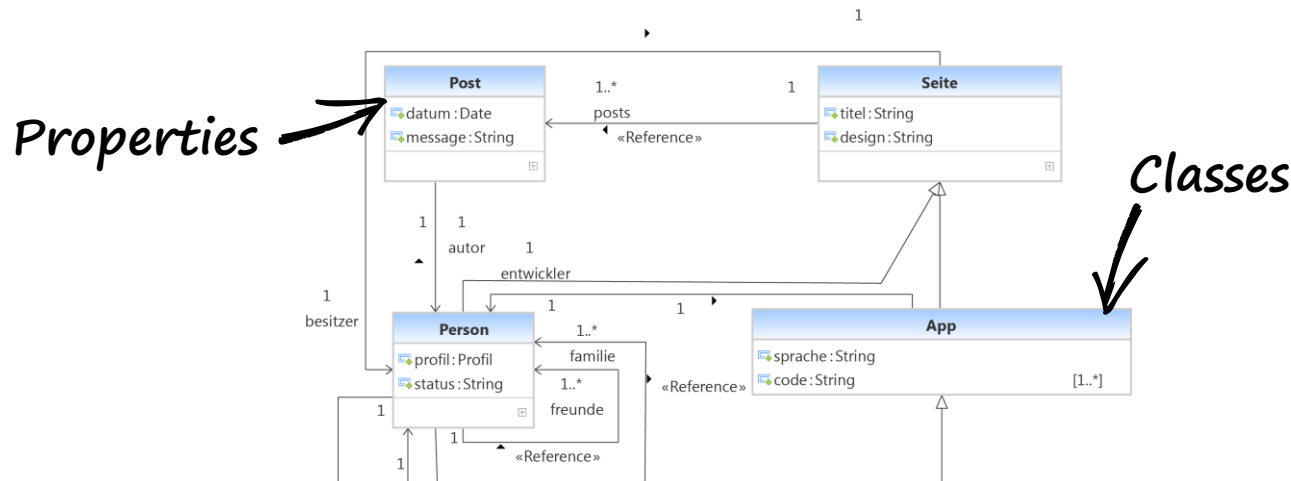 1
Post
1..*
1
Seite
datum : Date
posts
titel : String
Properties
message : String
«Reference»
design : String
Classes
1
1
autor
1
entwickler
1
besitzer
1
1
Person
1..*
App
profil : Profil
familie
sprache : String
status : String
1..*
«Reference»
code : String
[1..*]
1
freunde
1
«Reference»
1